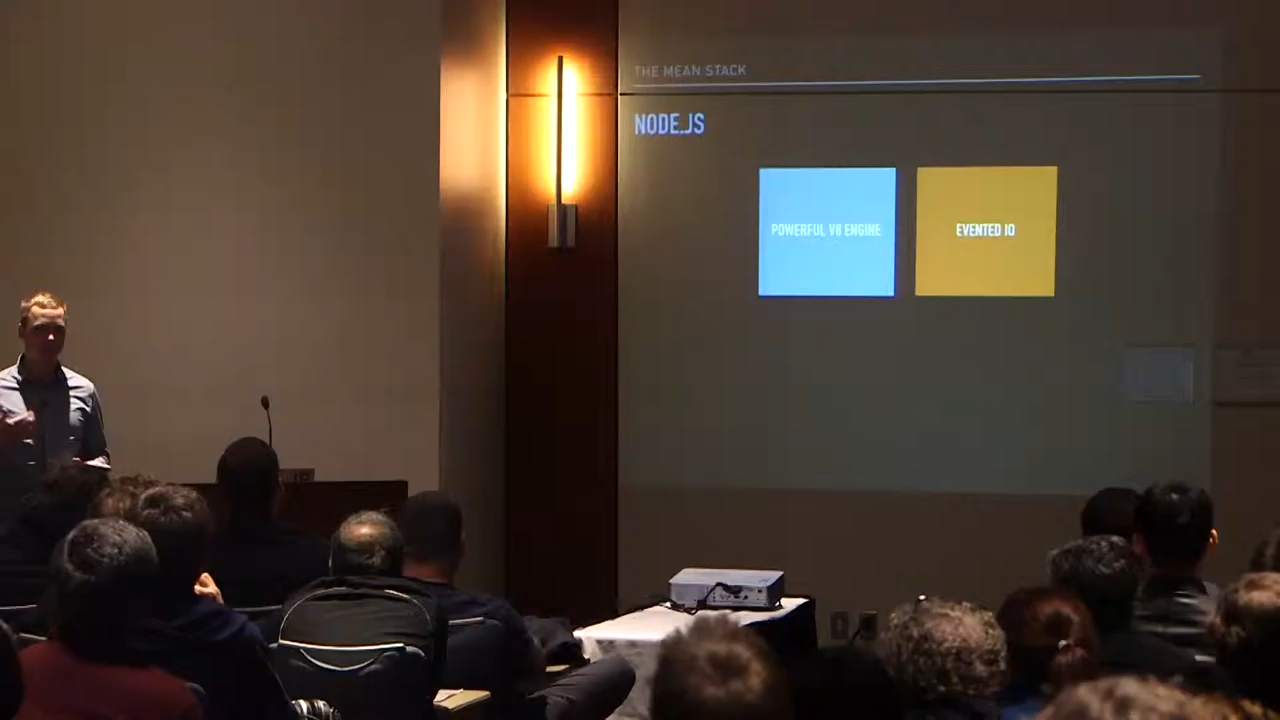 THE MEAN STACK
NODE.JS
POWERFUL V8 ENGINE
EVENTED IO